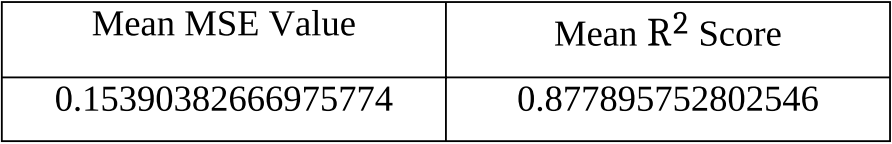 Mean MSE Value
Mean R² Score
0.15390382666975774
0.877895752802546